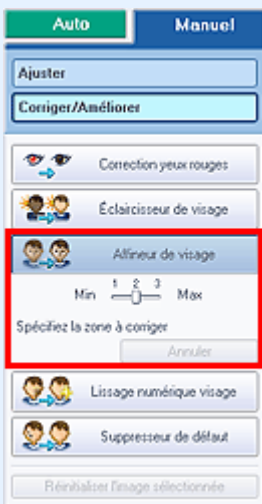 Auto Manuel
Ajuster
Corriger/Améliorer
Correction yeux rouges
Éclaircisseur de visage
Affineur de visage
1 2 3
Min Max
Spécifiez la zone à corriger
Annuler
Lissage numérique visage
Suppresseur de défaut
Réinitialiser l'image sélectionnée